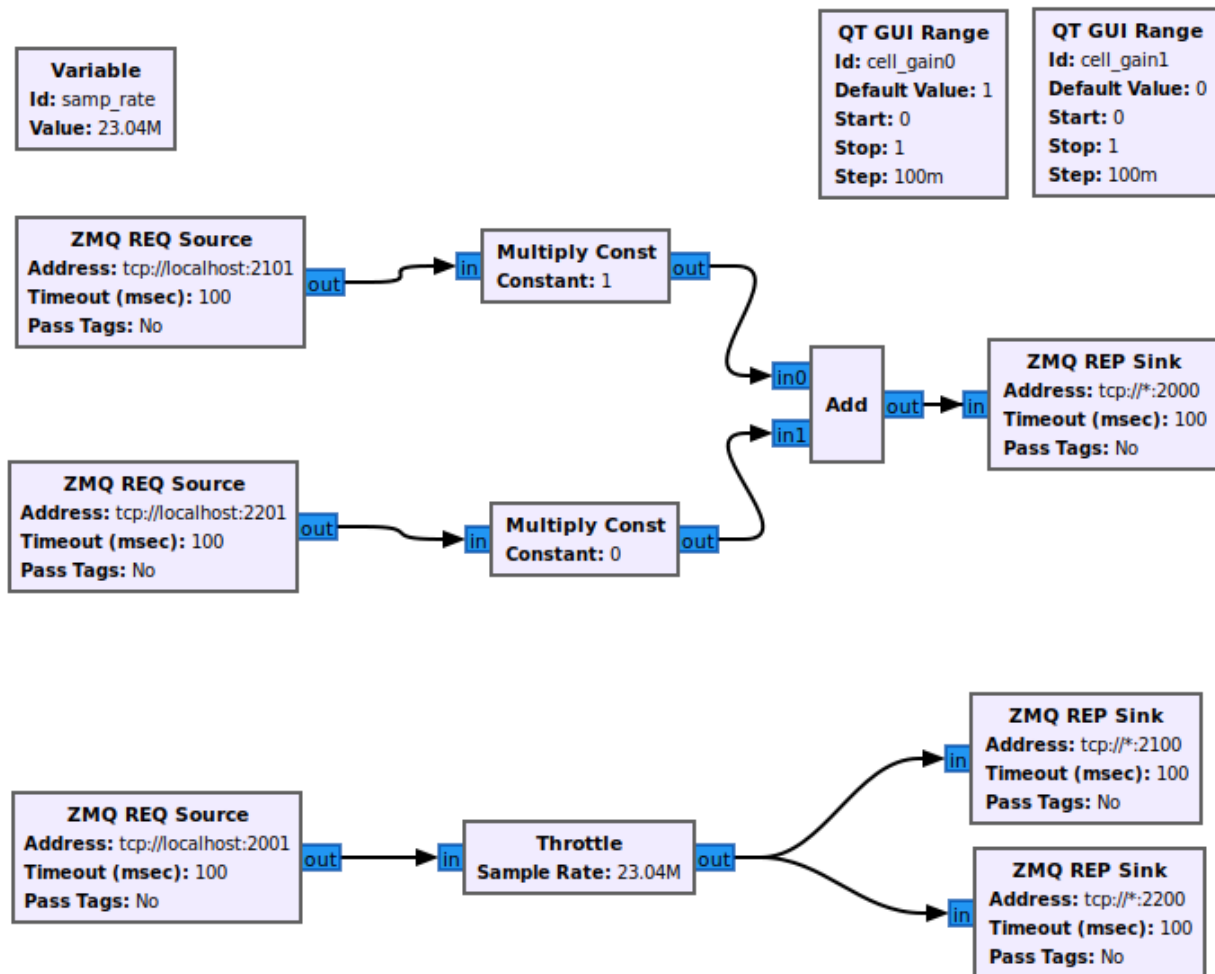 Variable
Id: samp_rate
Value: 23.04M
QT GUI Range
Id: cell_gain0
Default Value: 1
Start: 0
Stop: 1
Step: 100m
QT GUI Range
Id: cell_gain1
Default Value: 0
Start: 0
Stop: 1
Step: 100m
ZMQ REQ Source
Address: tcp://localhost:2101
Timeout (msec): 100
Pass Tags: No
out
in
Multiply Const
Constant: 1
out
in0
in1
Add
out
in
ZMQ REP Sink
Address: tcp://*:2000
Timeout (msec): 100
Pass Tags: No
ZMQ REQ Source
Address: tcp://localhost:2201
Timeout (msec): 100
Pass Tags: No
out
in
Multiply Const
Constant: 0
out
ZMQ REQ Source
Address: tcp://localhost:2001
Timeout (msec): 100
Pass Tags: No
out
in
Throttle
Sample Rate: 23.04M
out
in
ZMQ REP Sink
Address: tcp://*:2100
Timeout (msec): 100
Pass Tags: No
in
ZMQ REP Sink
Address: tcp://*:2200
Timeout (msec): 100
Pass Tags: No